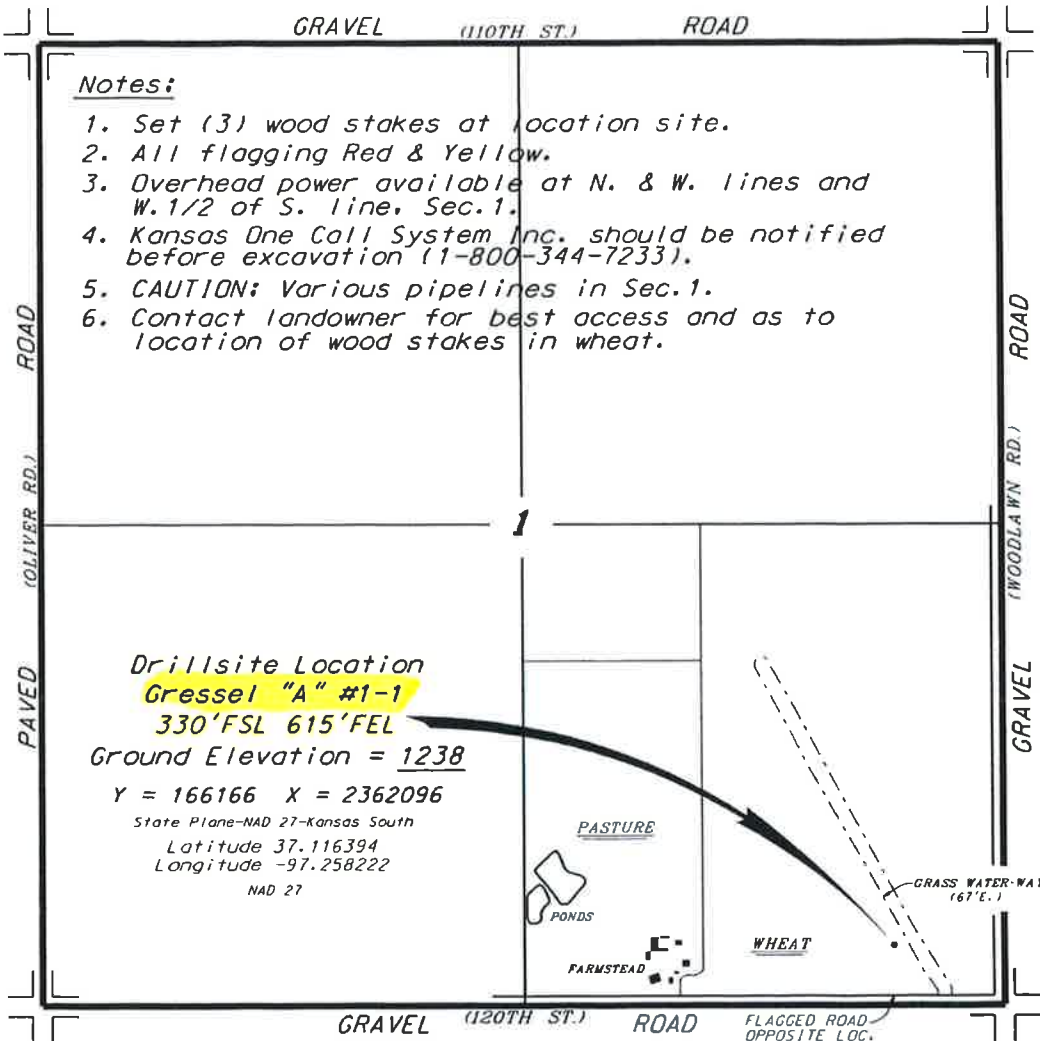 GRAVEL (110TH ST.) ROAD
Notes:
1. Set (3) wood stakes at location site.
2. All flagging Red & Yellow.
3. Overhead power available at N. & W. lines and
W. 1/2 of S. line, Sec. 1.
4. Kansas One Call System Inc. should be notified
before excavation (1-800-344-7233).
5. CAUTION: Various pipelines in Sec. 1.
6. Contact landowner for best access and as to
location of wood stakes in wheat.
PAVED (OLIVER RD.) ROAD
GRAVEL (WOODLAWN RD.) ROAD
1
Drillsite Location
Gressel "A" #1-1
330'FSL 615'FEL
Ground Elevation = 1238
Y = 166166 X = 2362096
State Plane-NAD 27-Kansas South
Latitude 37.116394
Longitude -97.258222
NAD 27
PASTURE
PONDS
FARMSTEAD
WHEAT
GRASS WATER-WAY
(67'E.)
GRAVEL (120TH ST.) ROAD
FLAGGED ROAD
OPPOSITE LOC.